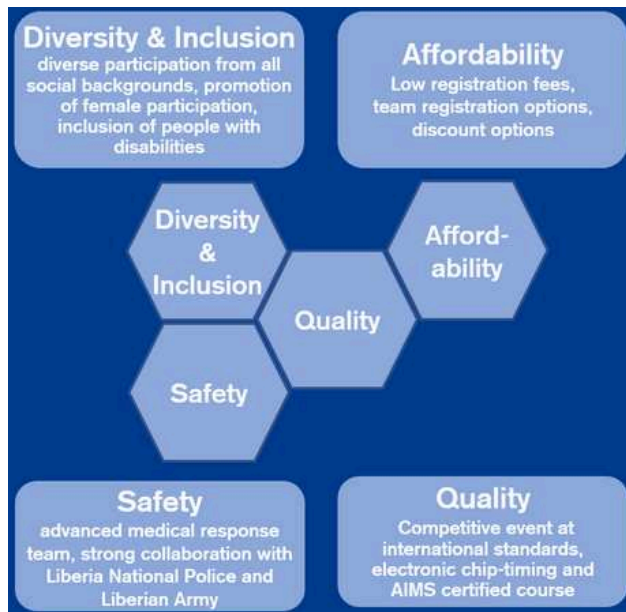 Diversity & Inclusion
diverse participation from all
social backgrounds, promotion
of female participation,
inclusion of people with
disabilities
Affordability
Low registration fees,
team registration options,
discount options
Diversity
&
Inclusion
Afford-
ability
Quality
Safety
Safety
advanced medical response
team, strong collaboration with
Liberia National Police and
Liberian Army
Quality
Competitive event at
international standards,
electronic chip-timing and
AIMS certified course